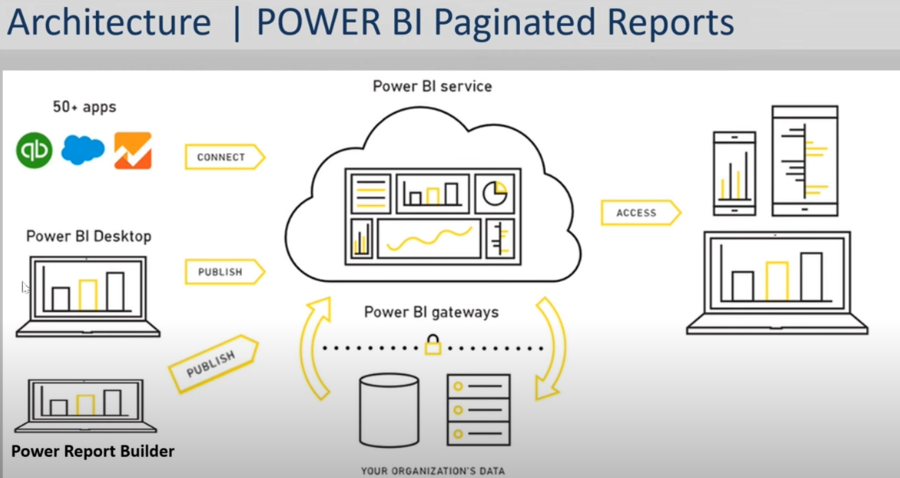 Architecture | POWER BI Paginated Reports
Power BI service
50+ apps
qb
CONNECT
ACCESS
Power BI Desktop
PUBLISH
Power BI gateways
PUBLISH
Power Report Builder
YOUR ORGANIZATION'S DATA